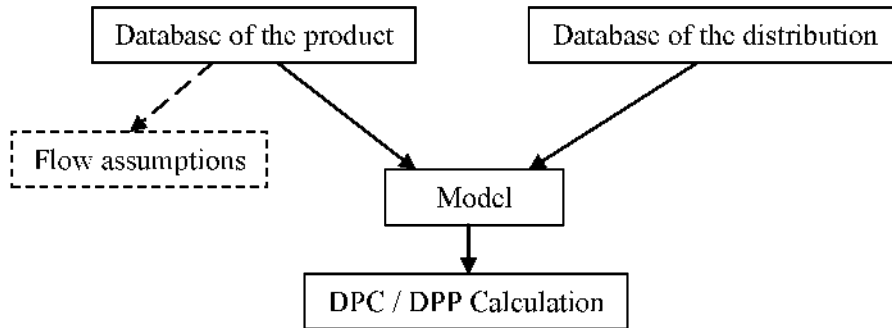 Database of the product
Database of the distribution
Flow assumptions
Model
DPC / DPP Calculation